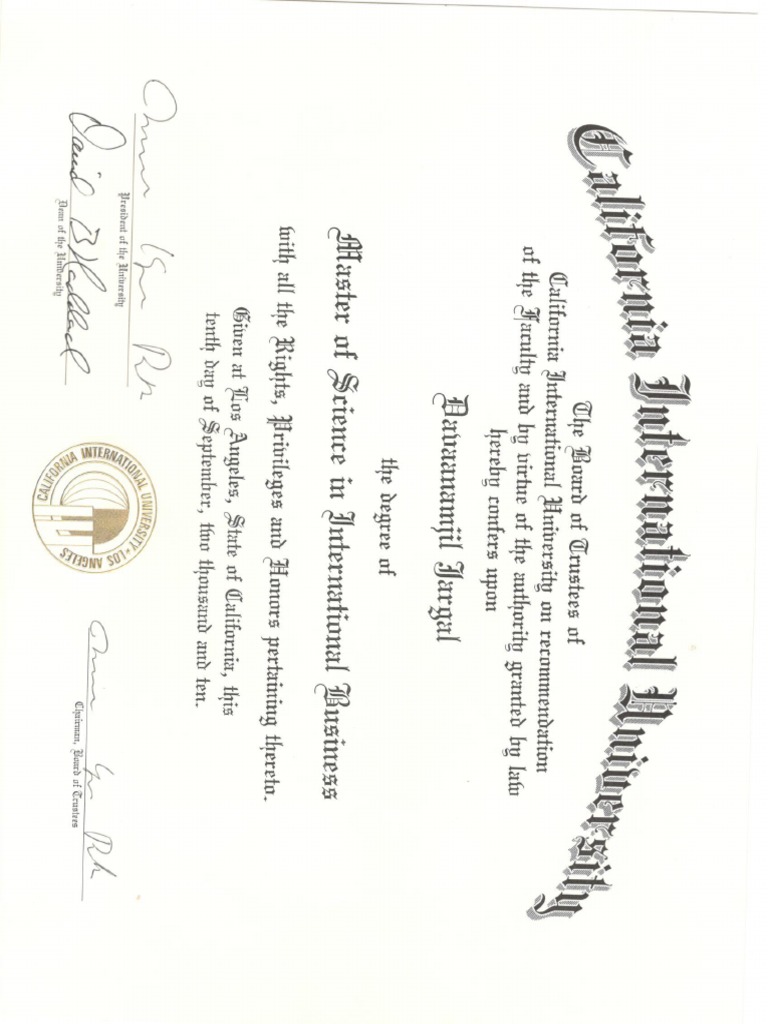 California International University
The Board of Trustees of
California International University on recommendation
of the Faculty and by virtue of the authority granted by law
hereby confers upon
Davaanamjil Jargal
the degree of
Master of Science in International Business
with all the Rights, Privileges and Honors pertaining thereto.
Given at Los Angeles, State of California, this
tenth day of September, two thousand and ten.
President of the University
David B Haddad
Dean of the University
CALIFORNIA INTERNATIONAL UNIVERSITY • LOS ANGELES
Chairman, Board of Trustees